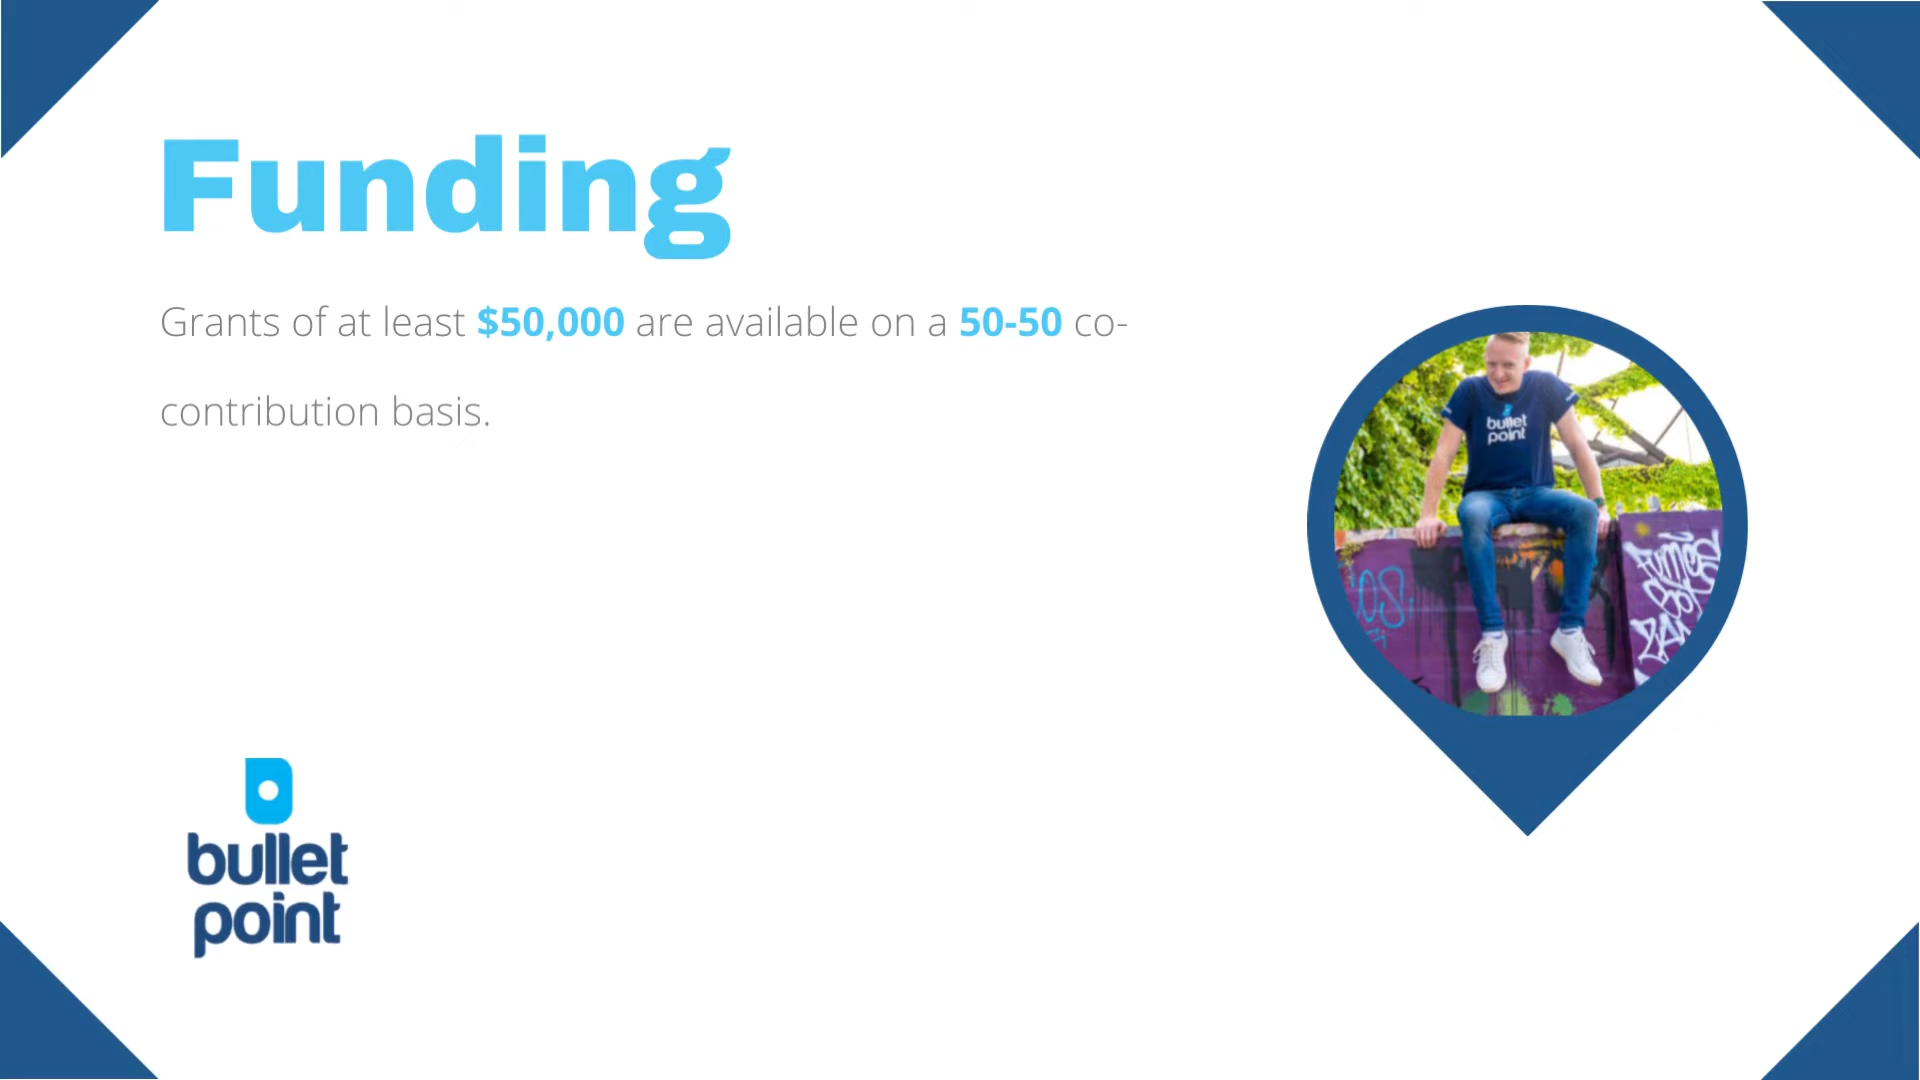 Funding
Grants of at least $50,000 are available on a 50-50 co-
contribution basis.
bullet
point
bullet
point